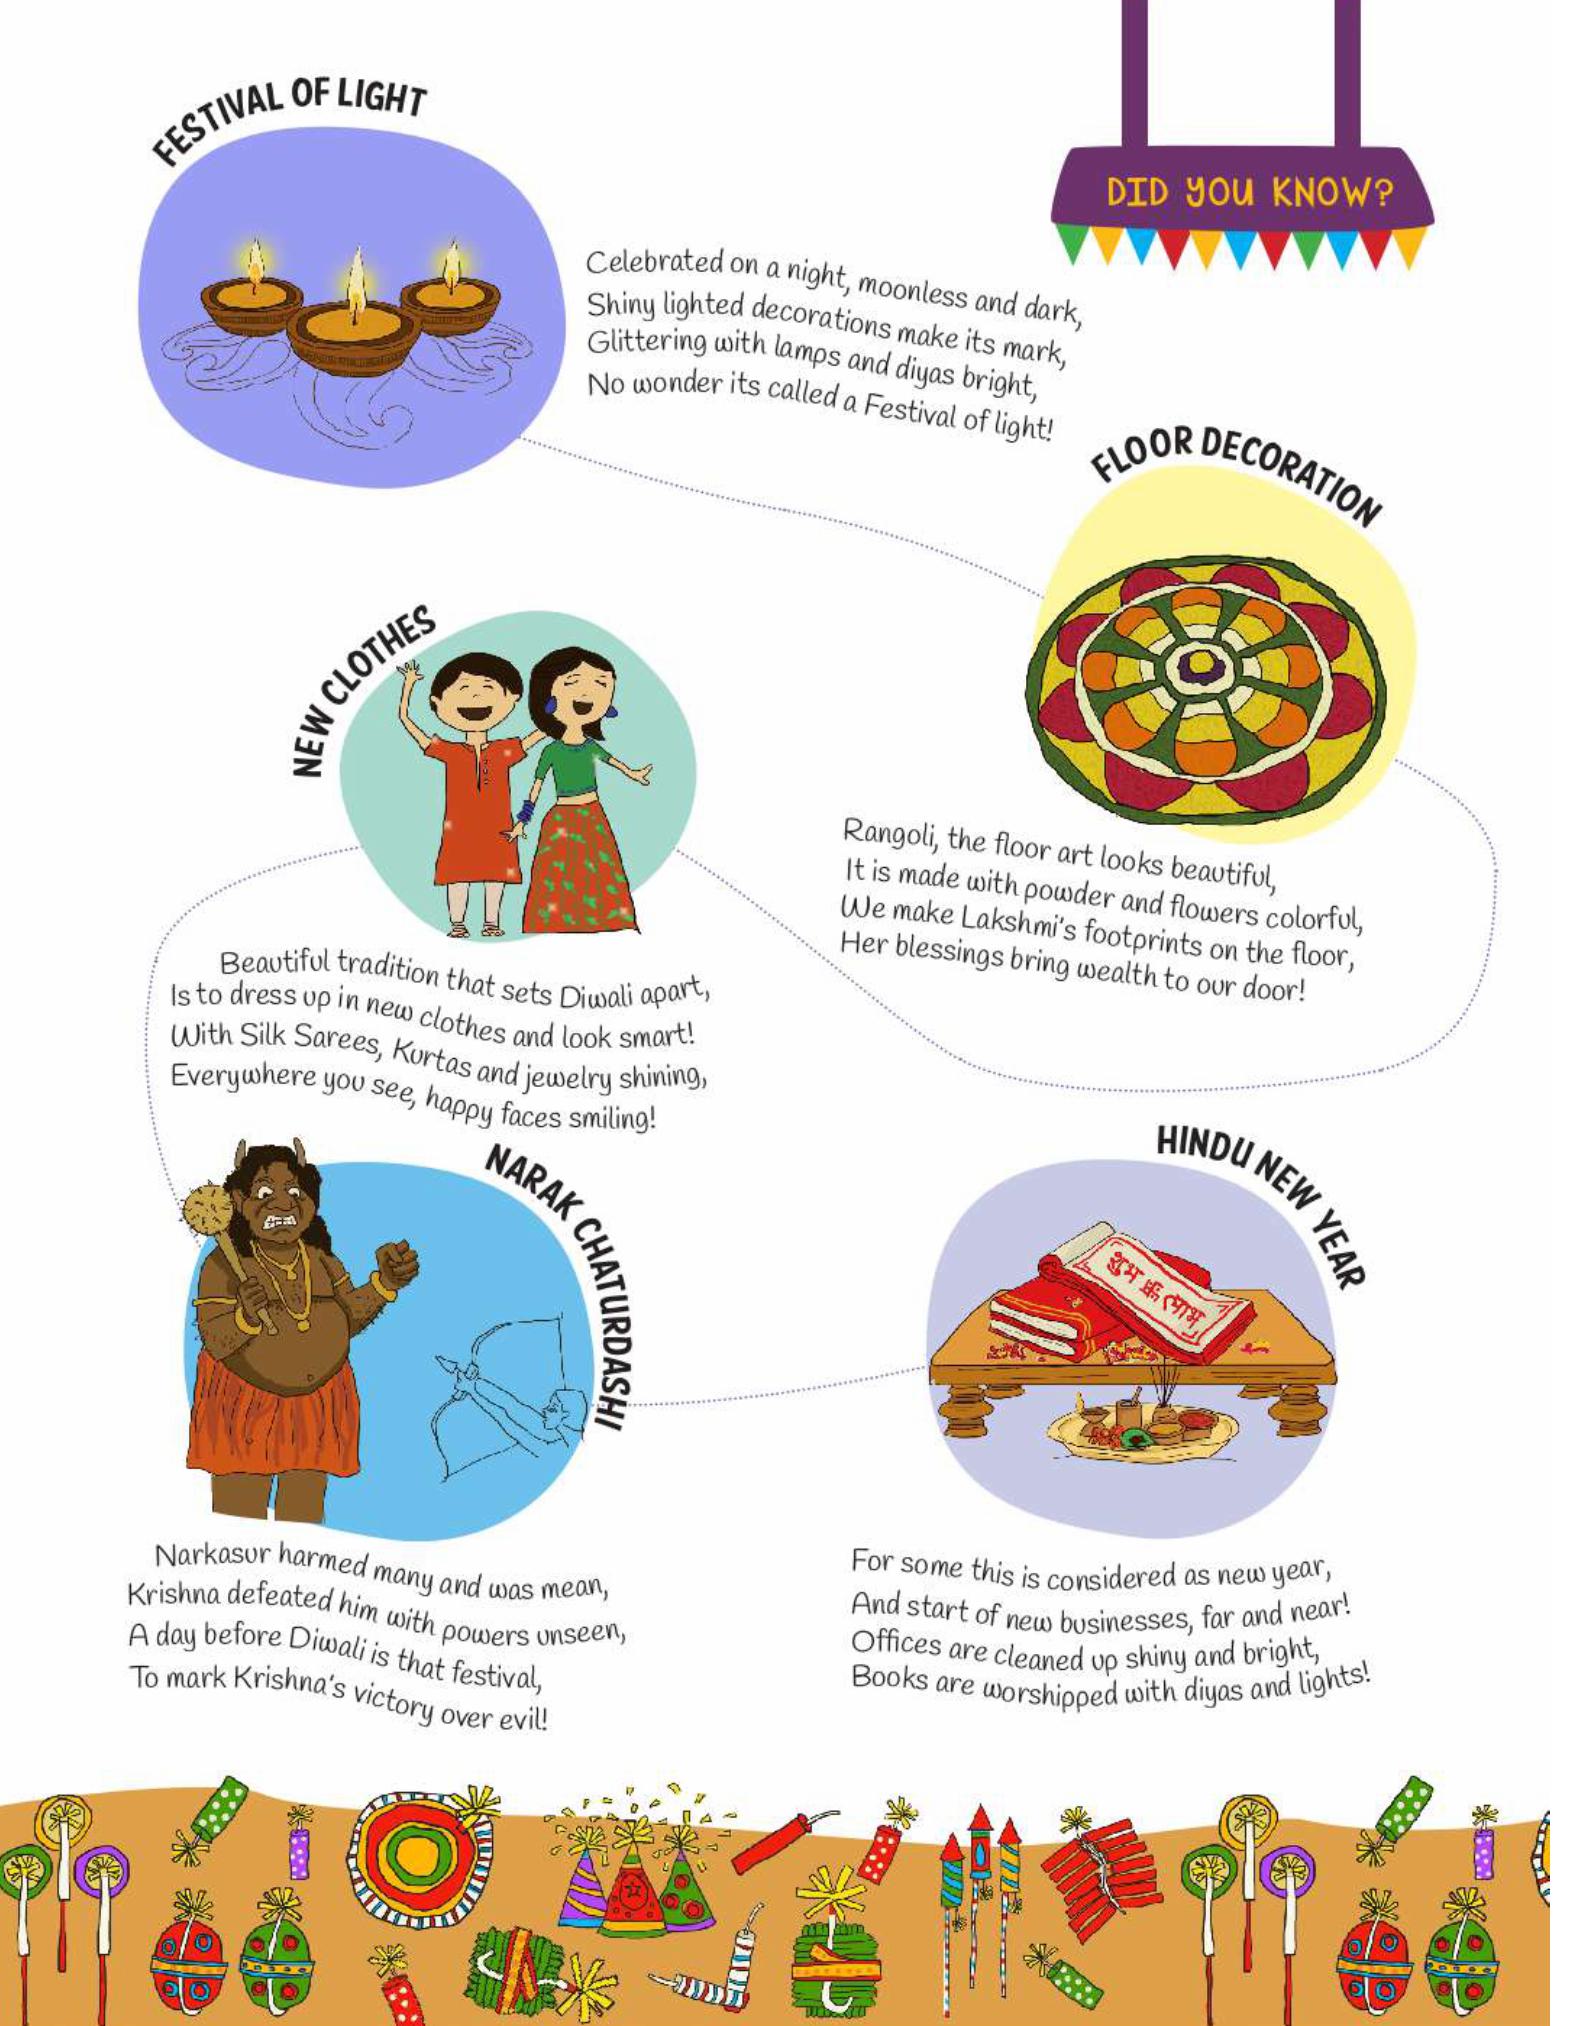 FESTIVAL OF LIGHT
DID YOU KNOW?
Celebrated on a night, moonless and dark,
Shiny lighted decorations make its mark,
Glittering with lamps and diyas bright,
No wonder its called a Festival of light!
FLOOR DECORATION
Rangoli, the floor art looks beautiful,
It is made with powder and flowers colorful,
We make Lakshmi's footprints on the floor,
Her blessings bring wealth to our door!
NEW CLOTHES
Beautiful tradition that sets Diwali apart,
Is to dress up in new clothes and look smart!
With Silk Sarees, Kurtas and jewelry shining,
Everywhere you see, happy faces smiling!
NARAK CHATURDASHI
Narkasur harmed many and was mean,
Krishna defeated him with powers unseen,
A day before Diwali is that festival,
To mark Krishna's victory over evil!
HINDU NEW YEAR
शुभ
For some this is considered as new year,
And start of new businesses, far and near!
Offices are cleaned up shiny and bright,
Books are worshipped with diyas and lights!